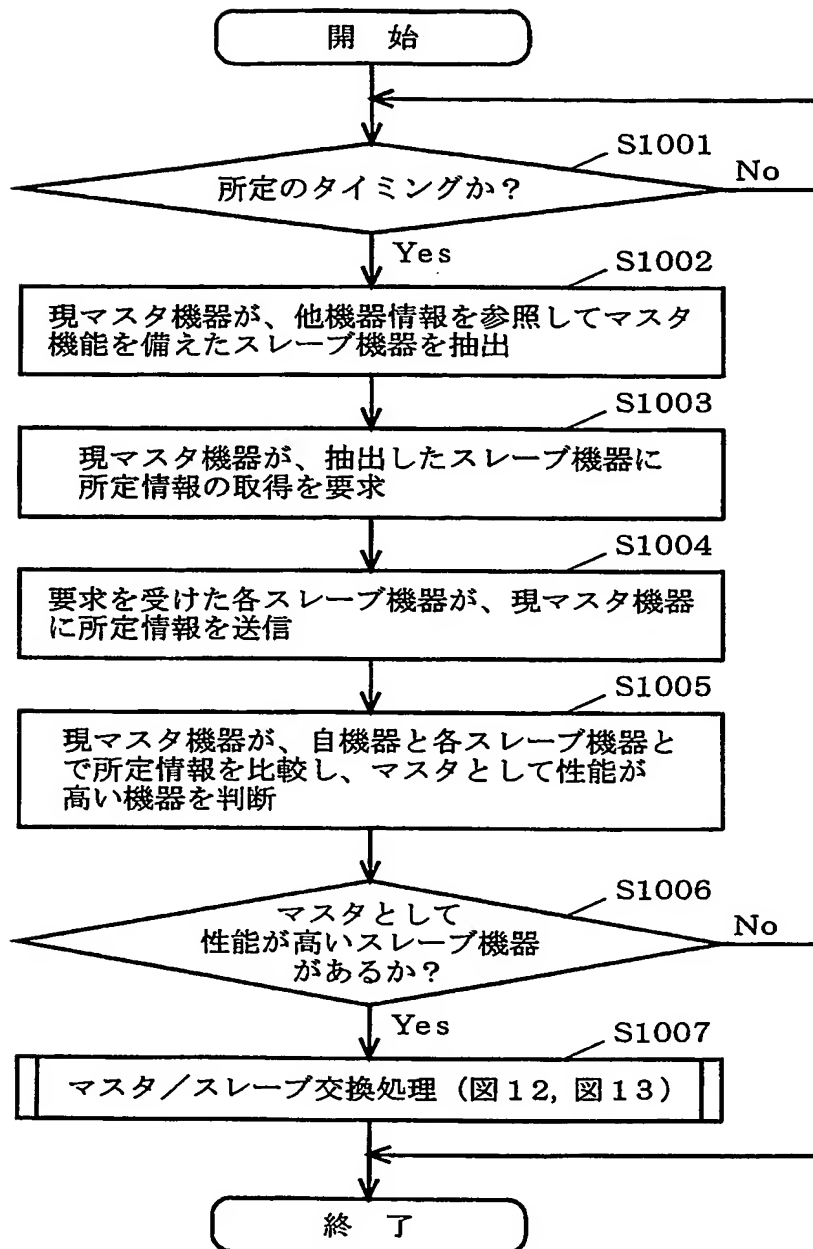 開 始
S1001
所定のタイミングか?
No
Yes
S1002
現マスタ機器が、他機器情報を参照してマスタ
機能を備えたスレーブ機器を抽出
S1003
現マスタ機器が、抽出したスレーブ機器に
所定情報の取得を要求
S1004
要求を受けた各スレーブ機器が、現マスタ機器
に所定情報を送信
S1005
現マスタ機器が、自機器と各スレーブ機器と
で所定情報を比較し、マスタとして性能が
高い機器を判断
S1006
マスタとして
性能が高いスレーブ機器
があるか?
No
Yes
S1007
マスタ/スレーブ交換処理 (図12, 図13)
終 了